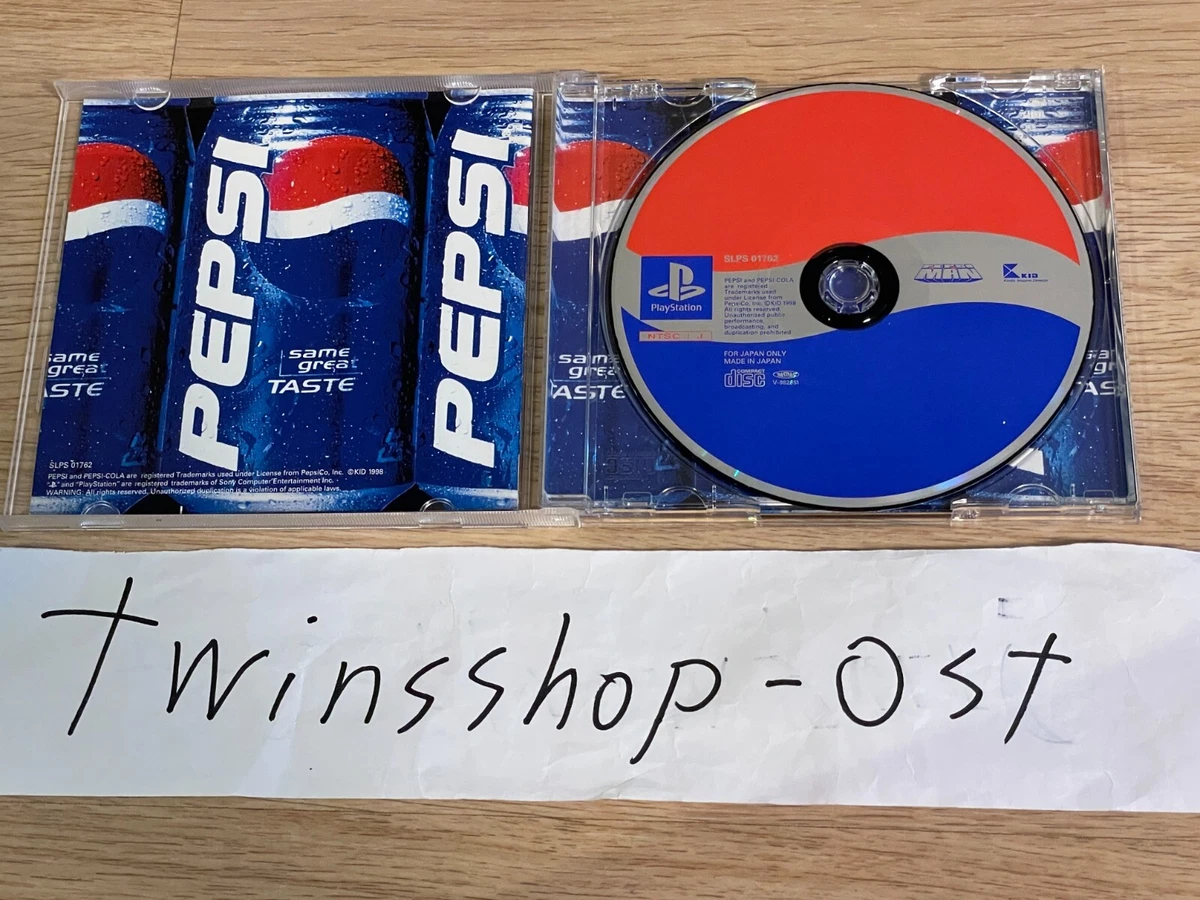 PEPSI
same
great
TASTE
PEPSI
same
great
TASTE
SLPS 01762
PEPSI and PEPSI-COLA are registered Trademarks used under License from PepsiCo, Inc. ©KID 1998
and "PlayStation" are registered trademarks of Sony Computer Entertainment Inc.
WARNING: All rights reserved. Unauthorized duplication is a violation of applicable laws.
same
great
TASTE
SLPS 01762
PlayStation
NTSC J
PEPSI and PEPSI-COLA
are registered
Trademarks used
under License from
PepsiCo, Inc. ©KID 1998
All rights reserved.
Unauthorized public
performance,
broadcasting, and
duplication prohibited
FOR JAPAN ONLY
MADE IN JAPAN
COMPACT
disc
MAN
KID
Twinsshop-Ost